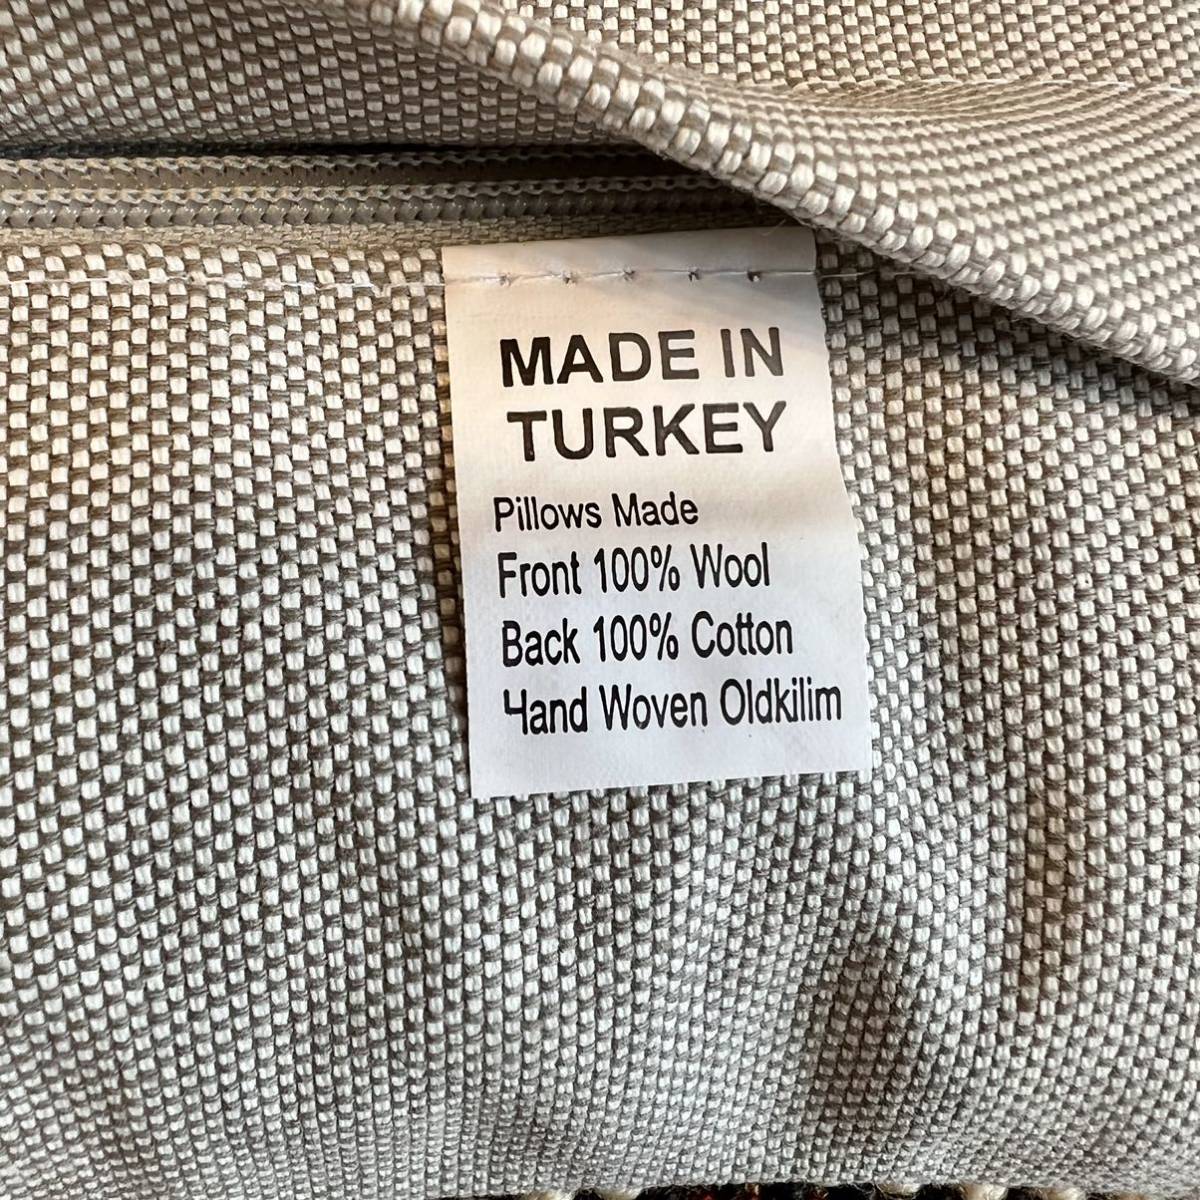 MADE IN
TURKEY
Pillows Made
Front 100% Wool
Back 100% Cotton
Hand Woven Oldkilim